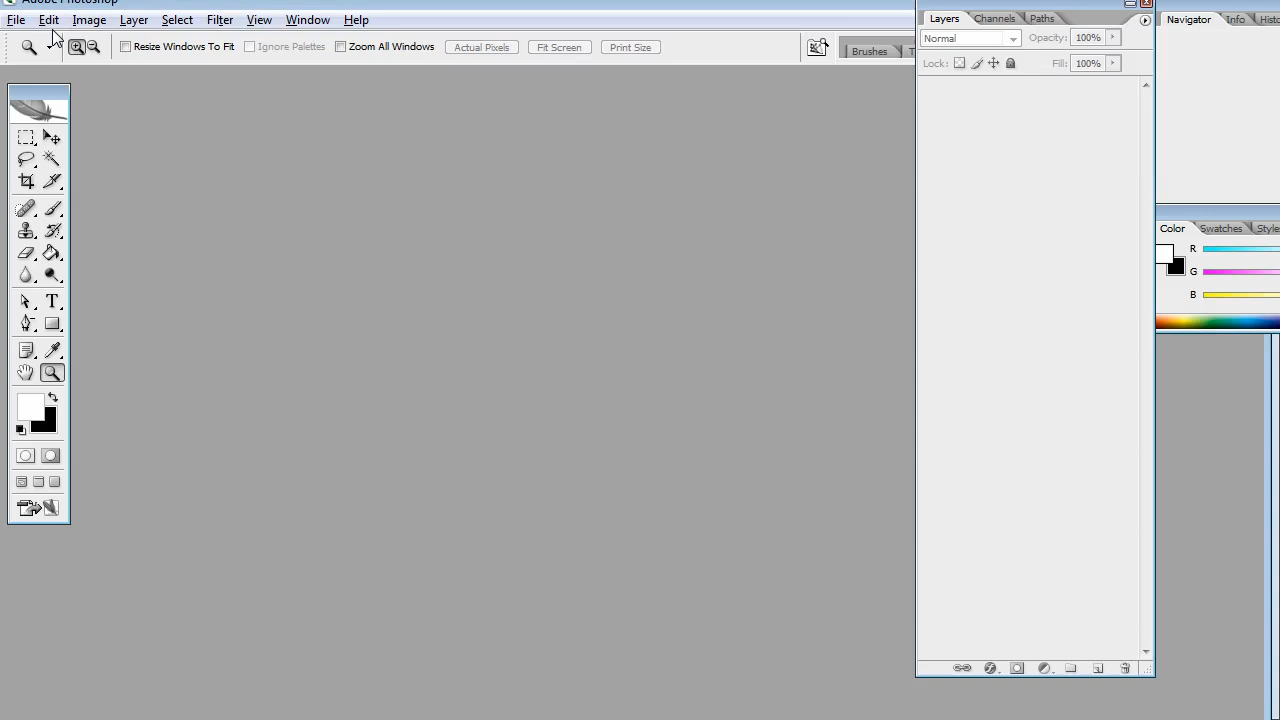 Adobe Photoshop
File Edit Image Layer Select Filter View Window Help
Resize Windows To Fit Ignore Palettes Zoom All Windows Actual Pixels Fit Screen Print Size Brushes
Layers Channels Paths
Normal Opacity: 100%
Lock: Fill: 100%
Navigator Info Hist
Color Swatches Styles
R
G
B
T